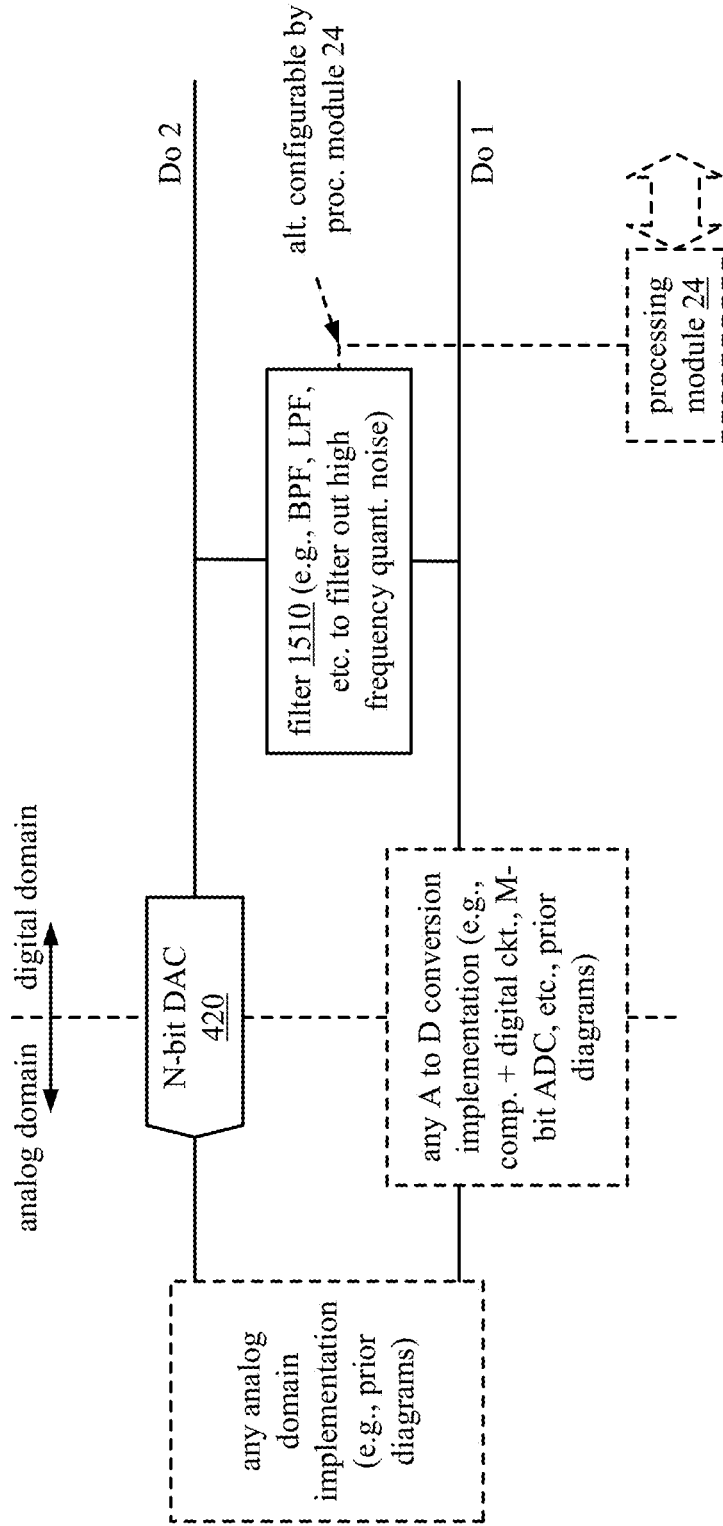 analog domain
digital domain
any analog
domain
implementation
(e.g., prior
diagrams)
N-bit DAC
420
any A to D conversion
implementation (e.g.,
comp. + digital ckt., M-
bit ADC, etc., prior
diagrams)
filter 1510 (e.g., BPF, LPF,
etc. to filter out high
frequency quant. noise)
Do 2
alt. configurable by
proc. module 24
Do 1
processing
module 24